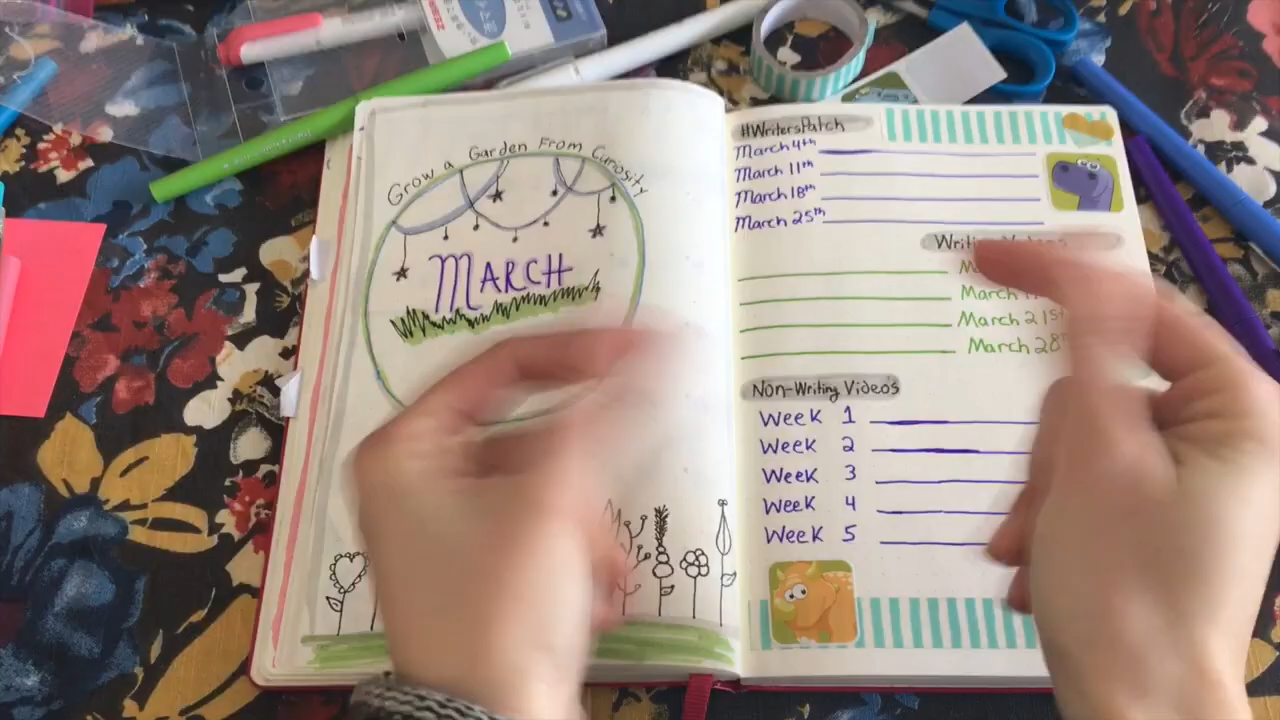 Grow a Garden From Curiosity
MARCH
#WritersPatch
March 4th
March 11th
March 18th
March 25th
March 21st
March 28th
Non-Writing Videos
Week 1
Week 2
Week 3
Week 4
Week 5